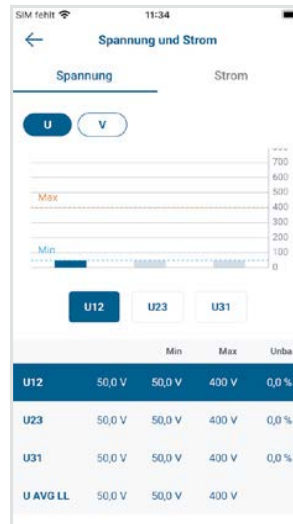 SIM fehlt 11:34
Spannung und Strom
Spannung Strom
U V
700
600
Max 500
400
300
200
Min 100
0
U12 U23 U31
Min Max Unba
U12 50,0 V 50,0 V 400 V 0,0 %
U23 50,0 V 50,0 V 400 V 0,0 %
U31 50,0 V 50,0 V 400 V 0,0 %
U AVG LL 50,0 V 50,0 V 400 V